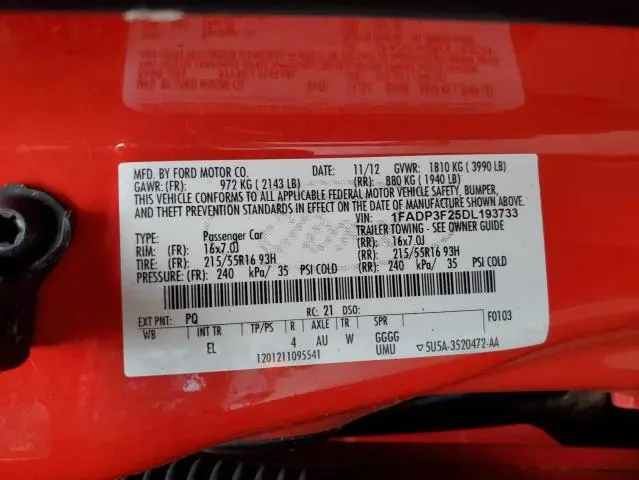 MFD. BY FORD MOTOR CO. DATE: 11/12 GVWR: 1810 KG ( 3990 LB)
GAWR: (FR): 972 KG ( 2143 LB) (RR): 880 KG ( 1940 LB)
THIS VEHICLE CONFORMS TO ALL APPLICABLE FEDERAL MOTOR VEHICLE SAFETY, BUMPER,
AND THEFT PREVENTION STANDARDS IN EFFECT ON THE DATE OF MANUFACTURE SHOWN ABOVE.
VIN: 1FADP3F25DL193733
TYPE: Passenger Car TRAILER TOWING - SEE OWNER GUIDE
RIM: (FR): 16x7.0J (RR): 16x7.0J
TIRE: (FR): 215/55R16 93H (RR): 215/55R16 93H
PRESSURE: (FR): 240 kPa/ 35 PSI COLD (RR): 240 kPa/ 35 PSI COLD
EXT PNT: PQ RC: 21 DSO: F0103
WB INT TR TP/PS R AXLE TR SPR
EL 4 AU W GGGG
1201211095541 UMU ▽5U5A-3520472-AA